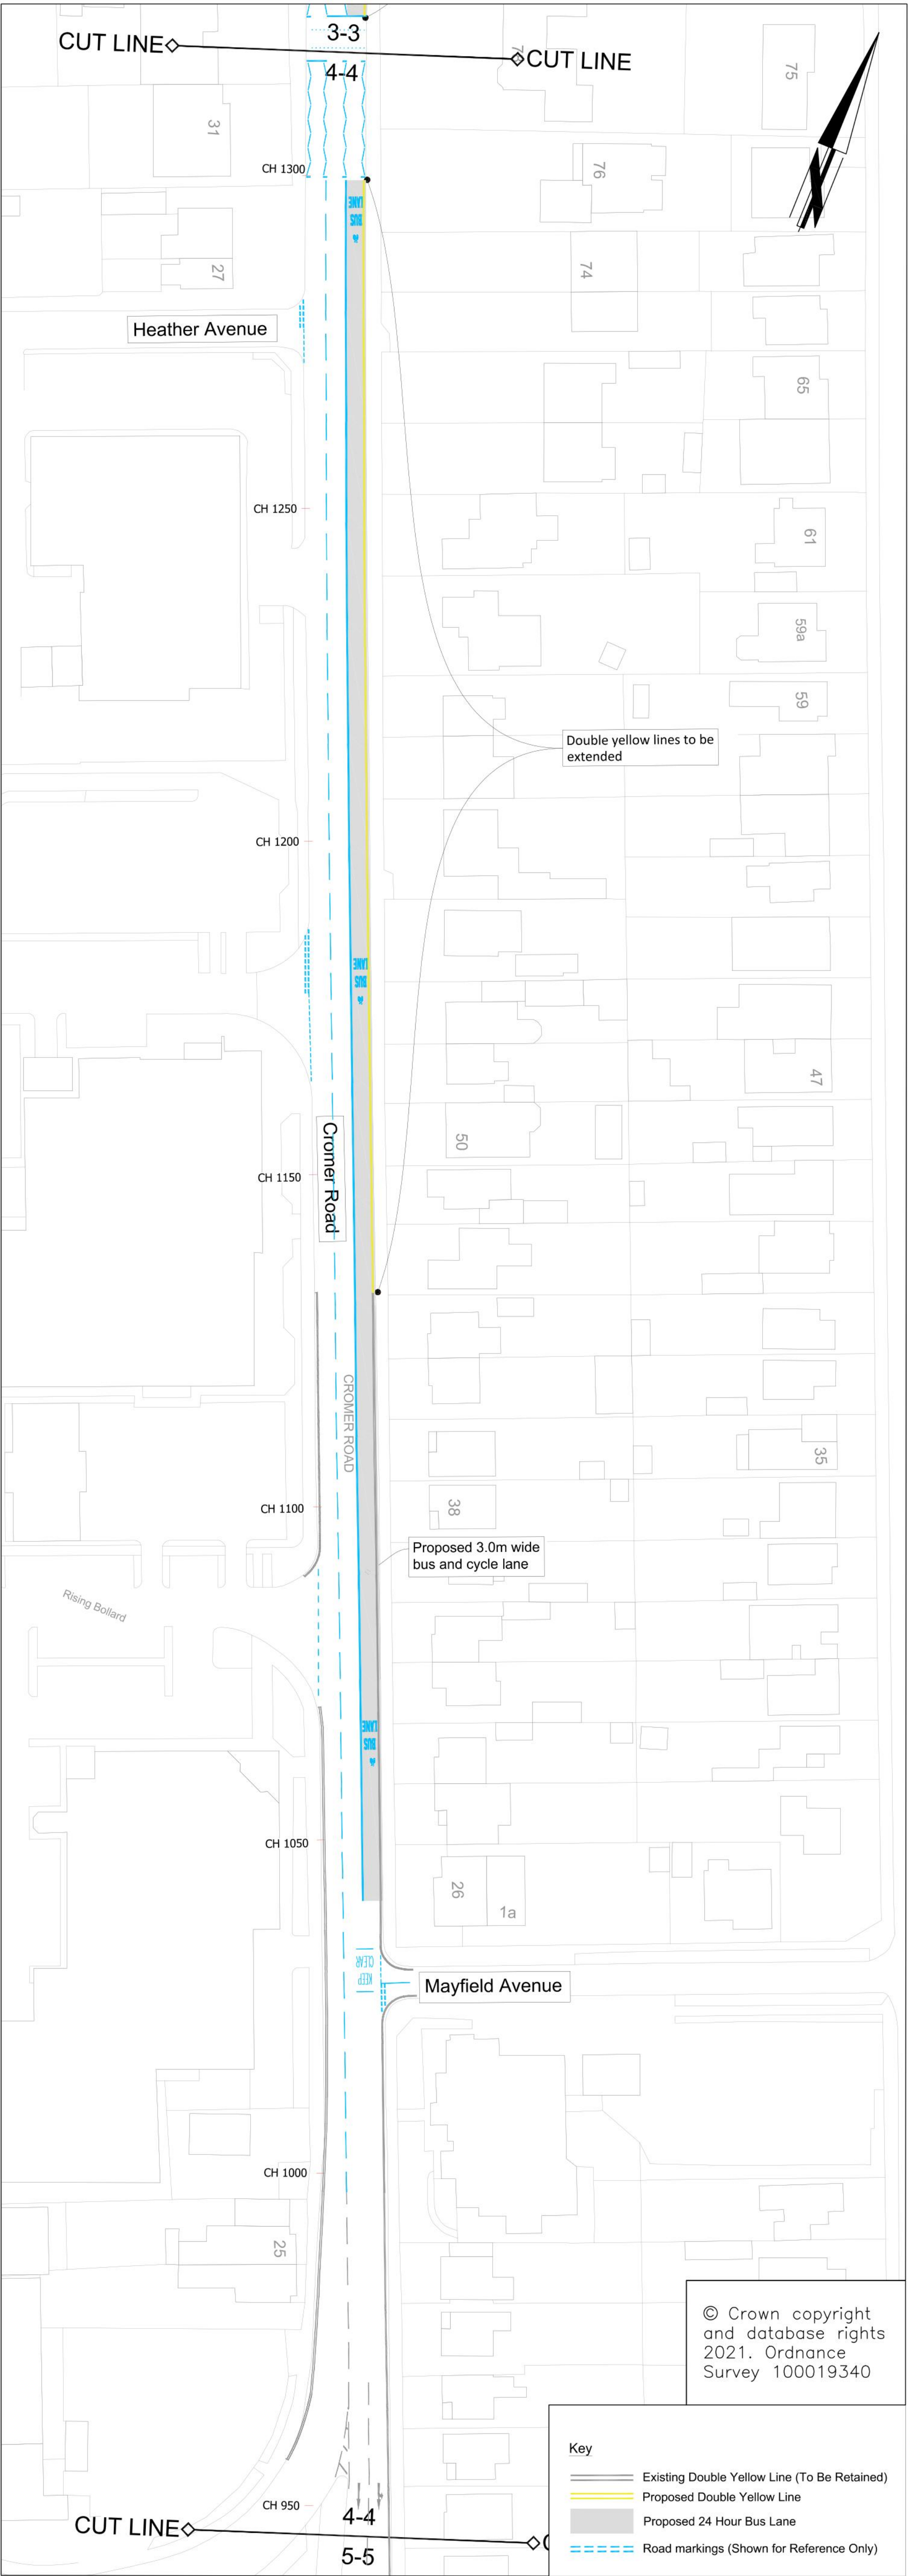 3-3
CUT LINE
CUT LINE
4-4
75
31
CH 1300
76
BUS
LANE
27
74
Heather Avenue
65
CH 1250
61
59a
59
Double yellow lines to be
extended
CH 1200
BUS
LANE
47
50
Cromer Road
CH 1150
CROMER ROAD
35
38
CH 1100
Proposed 3.0m wide
bus and cycle lane
Rising Bollard
BUS
LANE
CH 1050
26
1a
KEEP
CLEAR
Mayfield Avenue
CH 1000
25
© Crown copyright
and database rights
2021. Ordnance
Survey 100019340
Key
Existing Double Yellow Line (To Be Retained)
Proposed Double Yellow Line
Proposed 24 Hour Bus Lane
Road markings (Shown for Reference Only)
CH 950
4-4
CUT LINE
5-5